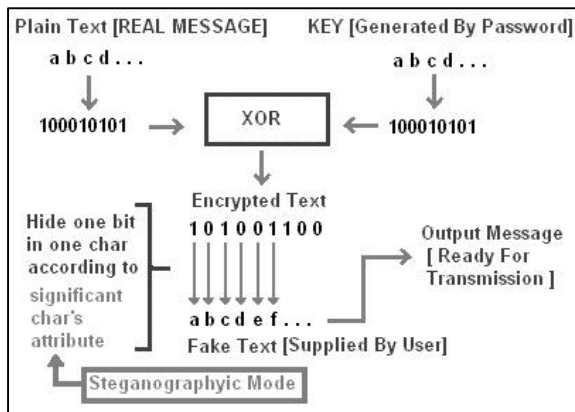 Plain Text [REAL MESSAGE]
KEY [Generated By Password]
a b c d . . .
a b c d . . .
100010101
XOR
100010101
Encrypted Text
1 0 1 0 0 1 1 0 0
Hide one bit
in one char
according to
significant
char's
attribute
Output Message
[ Ready For
Transmission ]
a b c d e f . . .
Fake Text [Supplied By User]
Steganographyic Mode